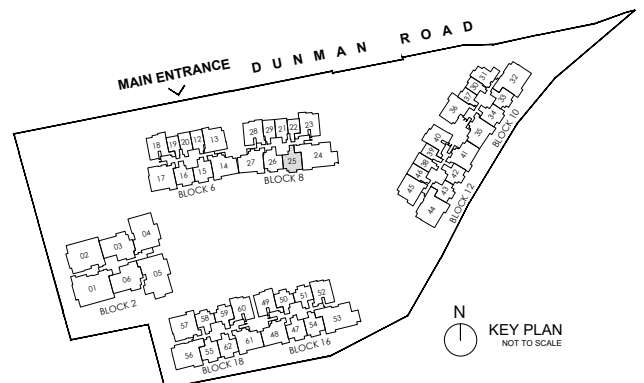 DUNMAN ROAD
MAIN ENTRANCE
18 19 20 12 13
28 29 21 22 23
17 16 15 14 27 26 25 24
BLOCK 6
BLOCK 8
31 32
37 30 33
36 34
35
BLOCK 10
40
39 41
38 42
46 43
45 44
BLOCK 12
02 03 04
01 06 05
BLOCK 2
57 58 59 60 49 50 51 52
56 55 62 61 48 47 54 53
BLOCK 18
BLOCK 16
N
KEY PLAN
NOT TO SCALE